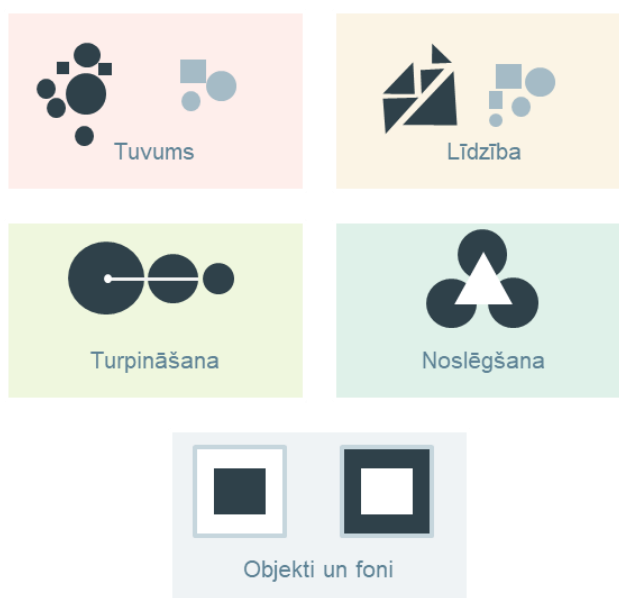 Tuvums
Līdzība
Turpināšana
Noslēgšana
Objekti un foni